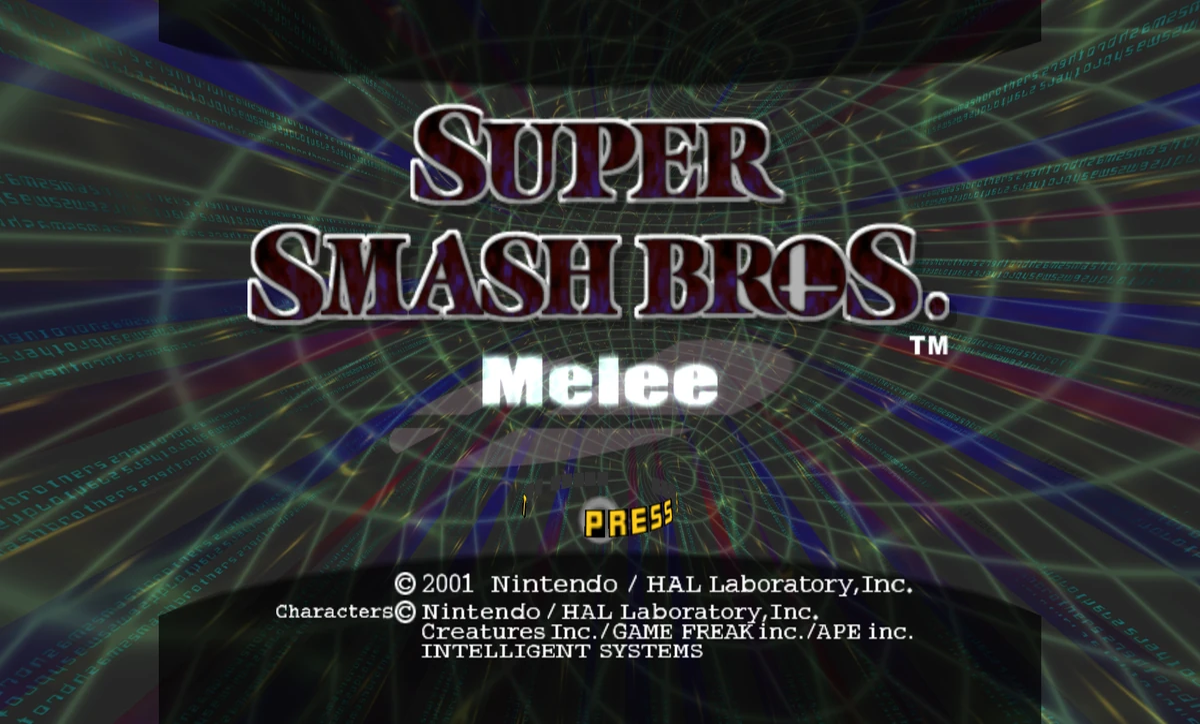 SUPER
SMASH BROS.
TM
Melee
PRESS
© 2001 Nintendo / HAL Laboratory,Inc.
Characters© Nintendo / HAL Laboratory,Inc.
Creatures Inc./GAME FREAK inc./APE inc.
INTELLIGENT SYSTEMS